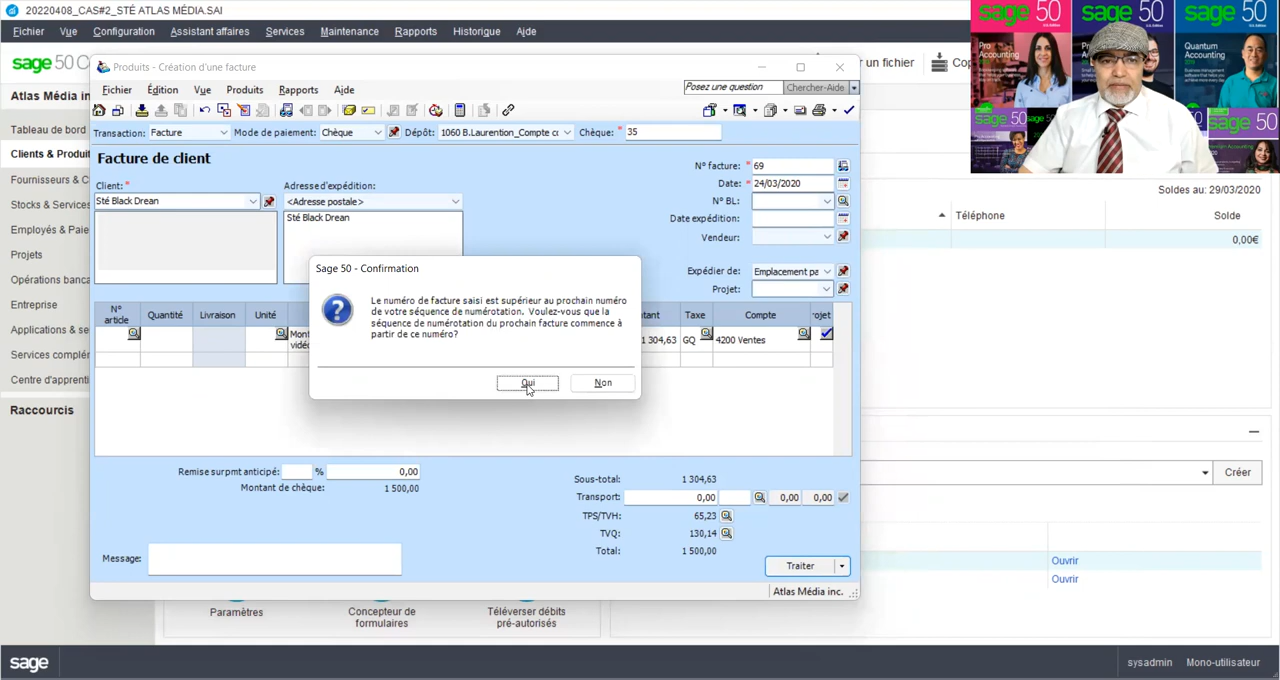 20220408_CAS#2_STÉ ATLAS MÉDIA.SAI
Fichier Vue Configuration Assistant affaires Services Maintenance Rapports Historique Aide
sage 50 C
un fichier
Cop
Atlas Média in
Tableau de bord
Clients & Produit
Fournisseurs & C
Stocks & Services
Employés & Paie
Projets
Opérations banca
Entreprise
Applications & se
Services complém
Centre d'apprenti
Raccourcis
Produits - Création d'une facture
Fichier Édition Vue Produits Rapports Aide
Posez une question Chercher-Aide
Transaction: Facture Mode de paiement: Chèque Dépôt: 1060 B.Laurention_Compte cc Chèque: * 35
Facture de client
Client: *
Sté Black Drean
Adresse d'expédition:
<Adresse postale>
Sté Black Drean
N° facture: * 69
Date: * 24/03/2020
N° BL:
Date expédition:
Vendeur:
Expédier de: Emplacement pa
Projet:
N° article Quantité Livraison Unité tant Taxe Compte rojet
Mont
vidéo
1 304,63 GQ 4200 Ventes
Sage 50 - Confirmation
Le numéro de facture saisi est supérieur au prochain numéro
de votre séquence de numérotation. Voulez-vous que la
séquence de numérotation du prochain facture commence à
partir de ce numéro?
Oui Non
Remise surpmt anticipé: % 0,00
Montant de chèque: 1 500,00
Sous-total: 1 304,63
Transport: 0,00 0,00 0,00
TPS/TVH: 65,23
TVQ: 130,14
Total: 1 500,00
Message:
Traiter
Atlas Média inc.
Soldes au: 29/03/2020
Téléphone Solde
0,00€
Créer
Ouvrir
Ouvrir
Paramètres
Concepteur de
formulaires
Téléverser débits
pré-autorisés
sage
sysadmin Mono-utilisateur
sage 50
sage 50
sage 50
Pro
Accounting
Quantum
Accounting
sage 50